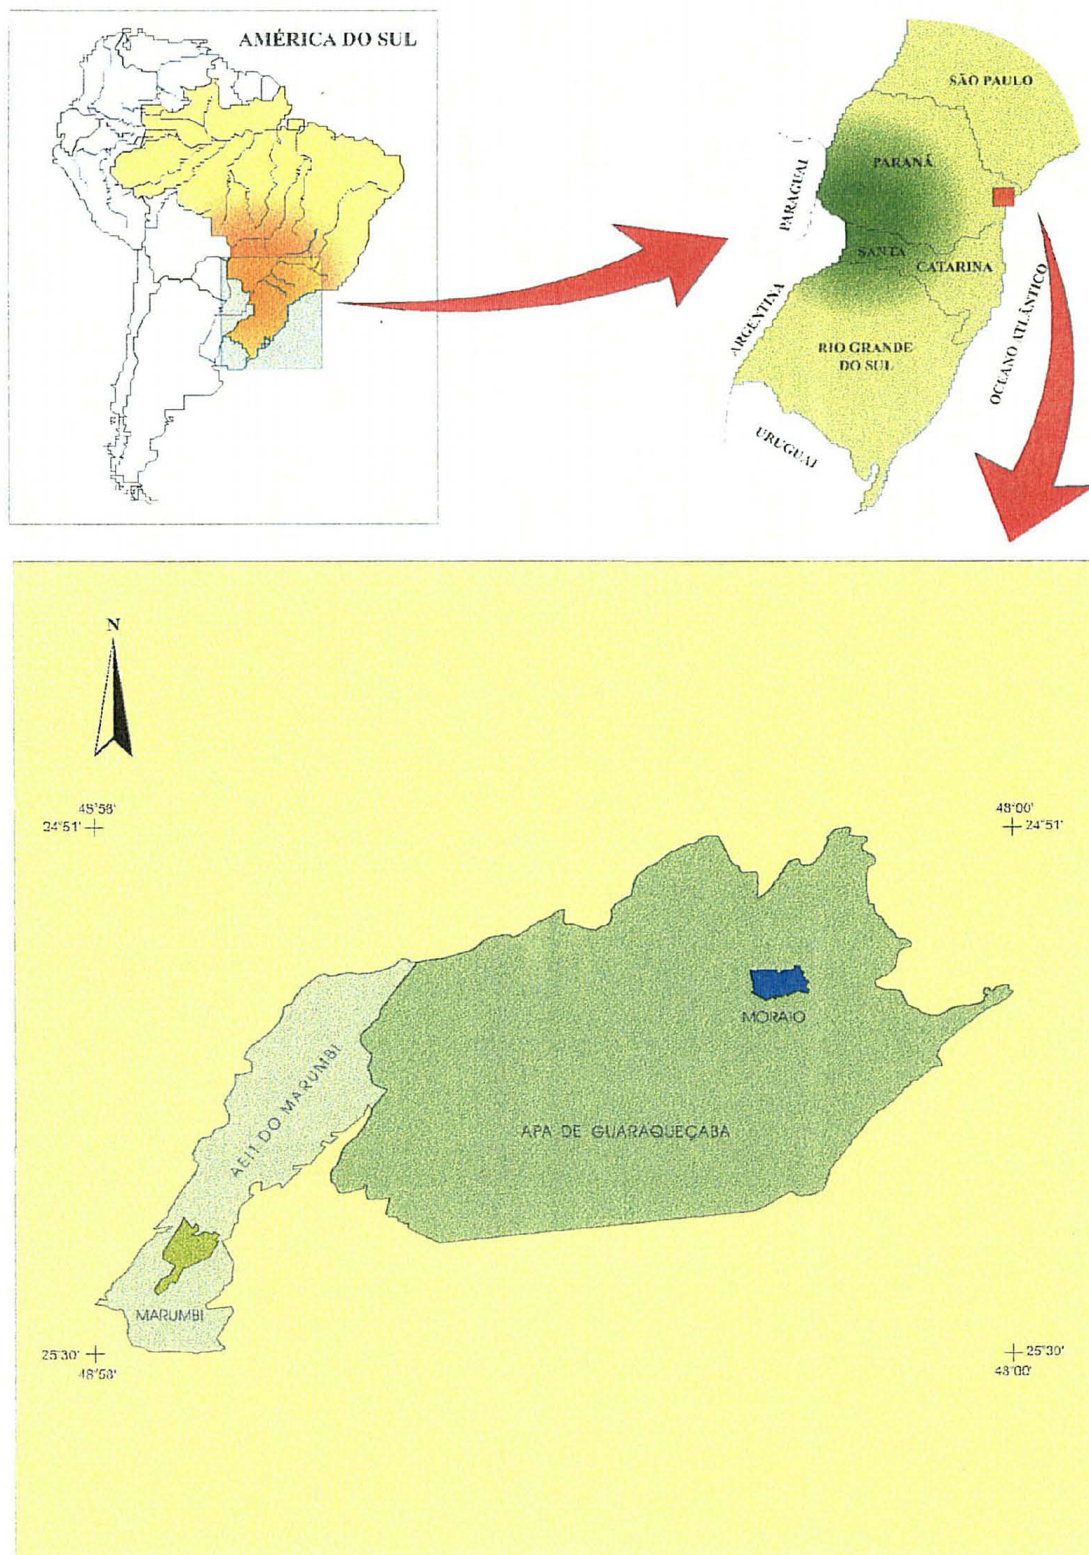 AMÉRICA DO SUL
SÃO PAULO
PARANÁ
PARAGUAI
SANTA
CATARINA
ARGENTINA
RIO GRANDE
DO SUL
OCEANO ATLÂNTICO
URUGUAI
N
48°58'
24°51'
48°00'
24°51'
MORATO
AEIT DO MARUMBI
APA DE GUARAQUEÇABA
MARUMBI
25°30'
48°58'
25°30'
48°00'